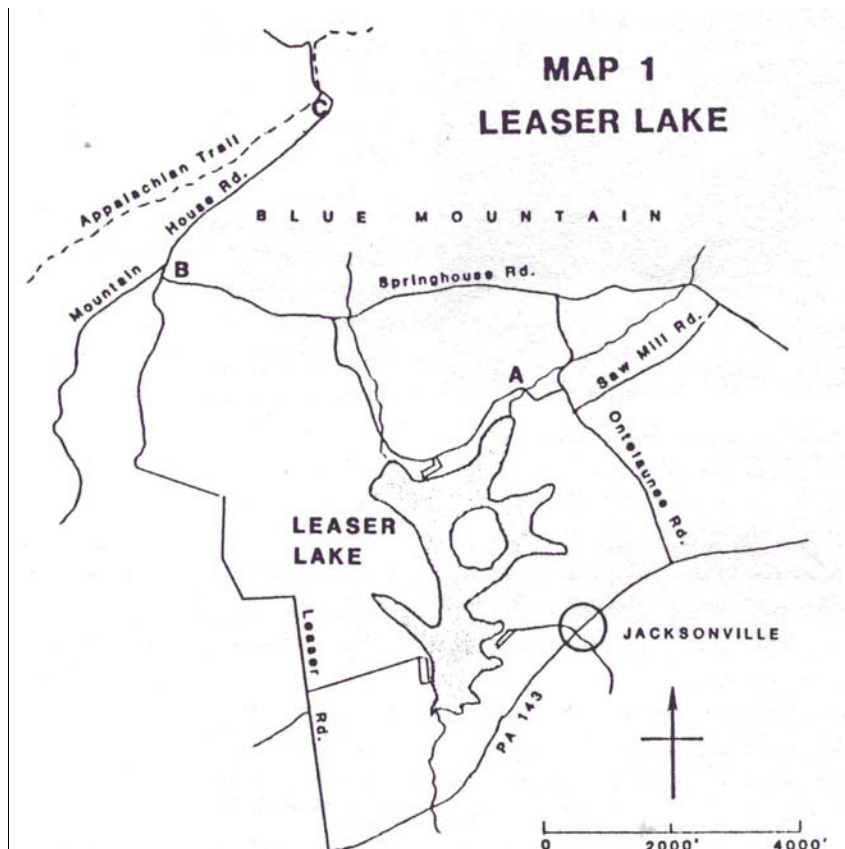 MAP 1
LEASER LAKE
C
Appalachian Trail
House Rd.
BLUE MOUNTAIN
B
Mountain
Springhouse Rd.
A
Saw Mill Rd.
Ontelaunee Rd.
LEASER
LAKE
Leaser
Rd.
JACKSONVILLE
PA 143
0 2000' 4000'